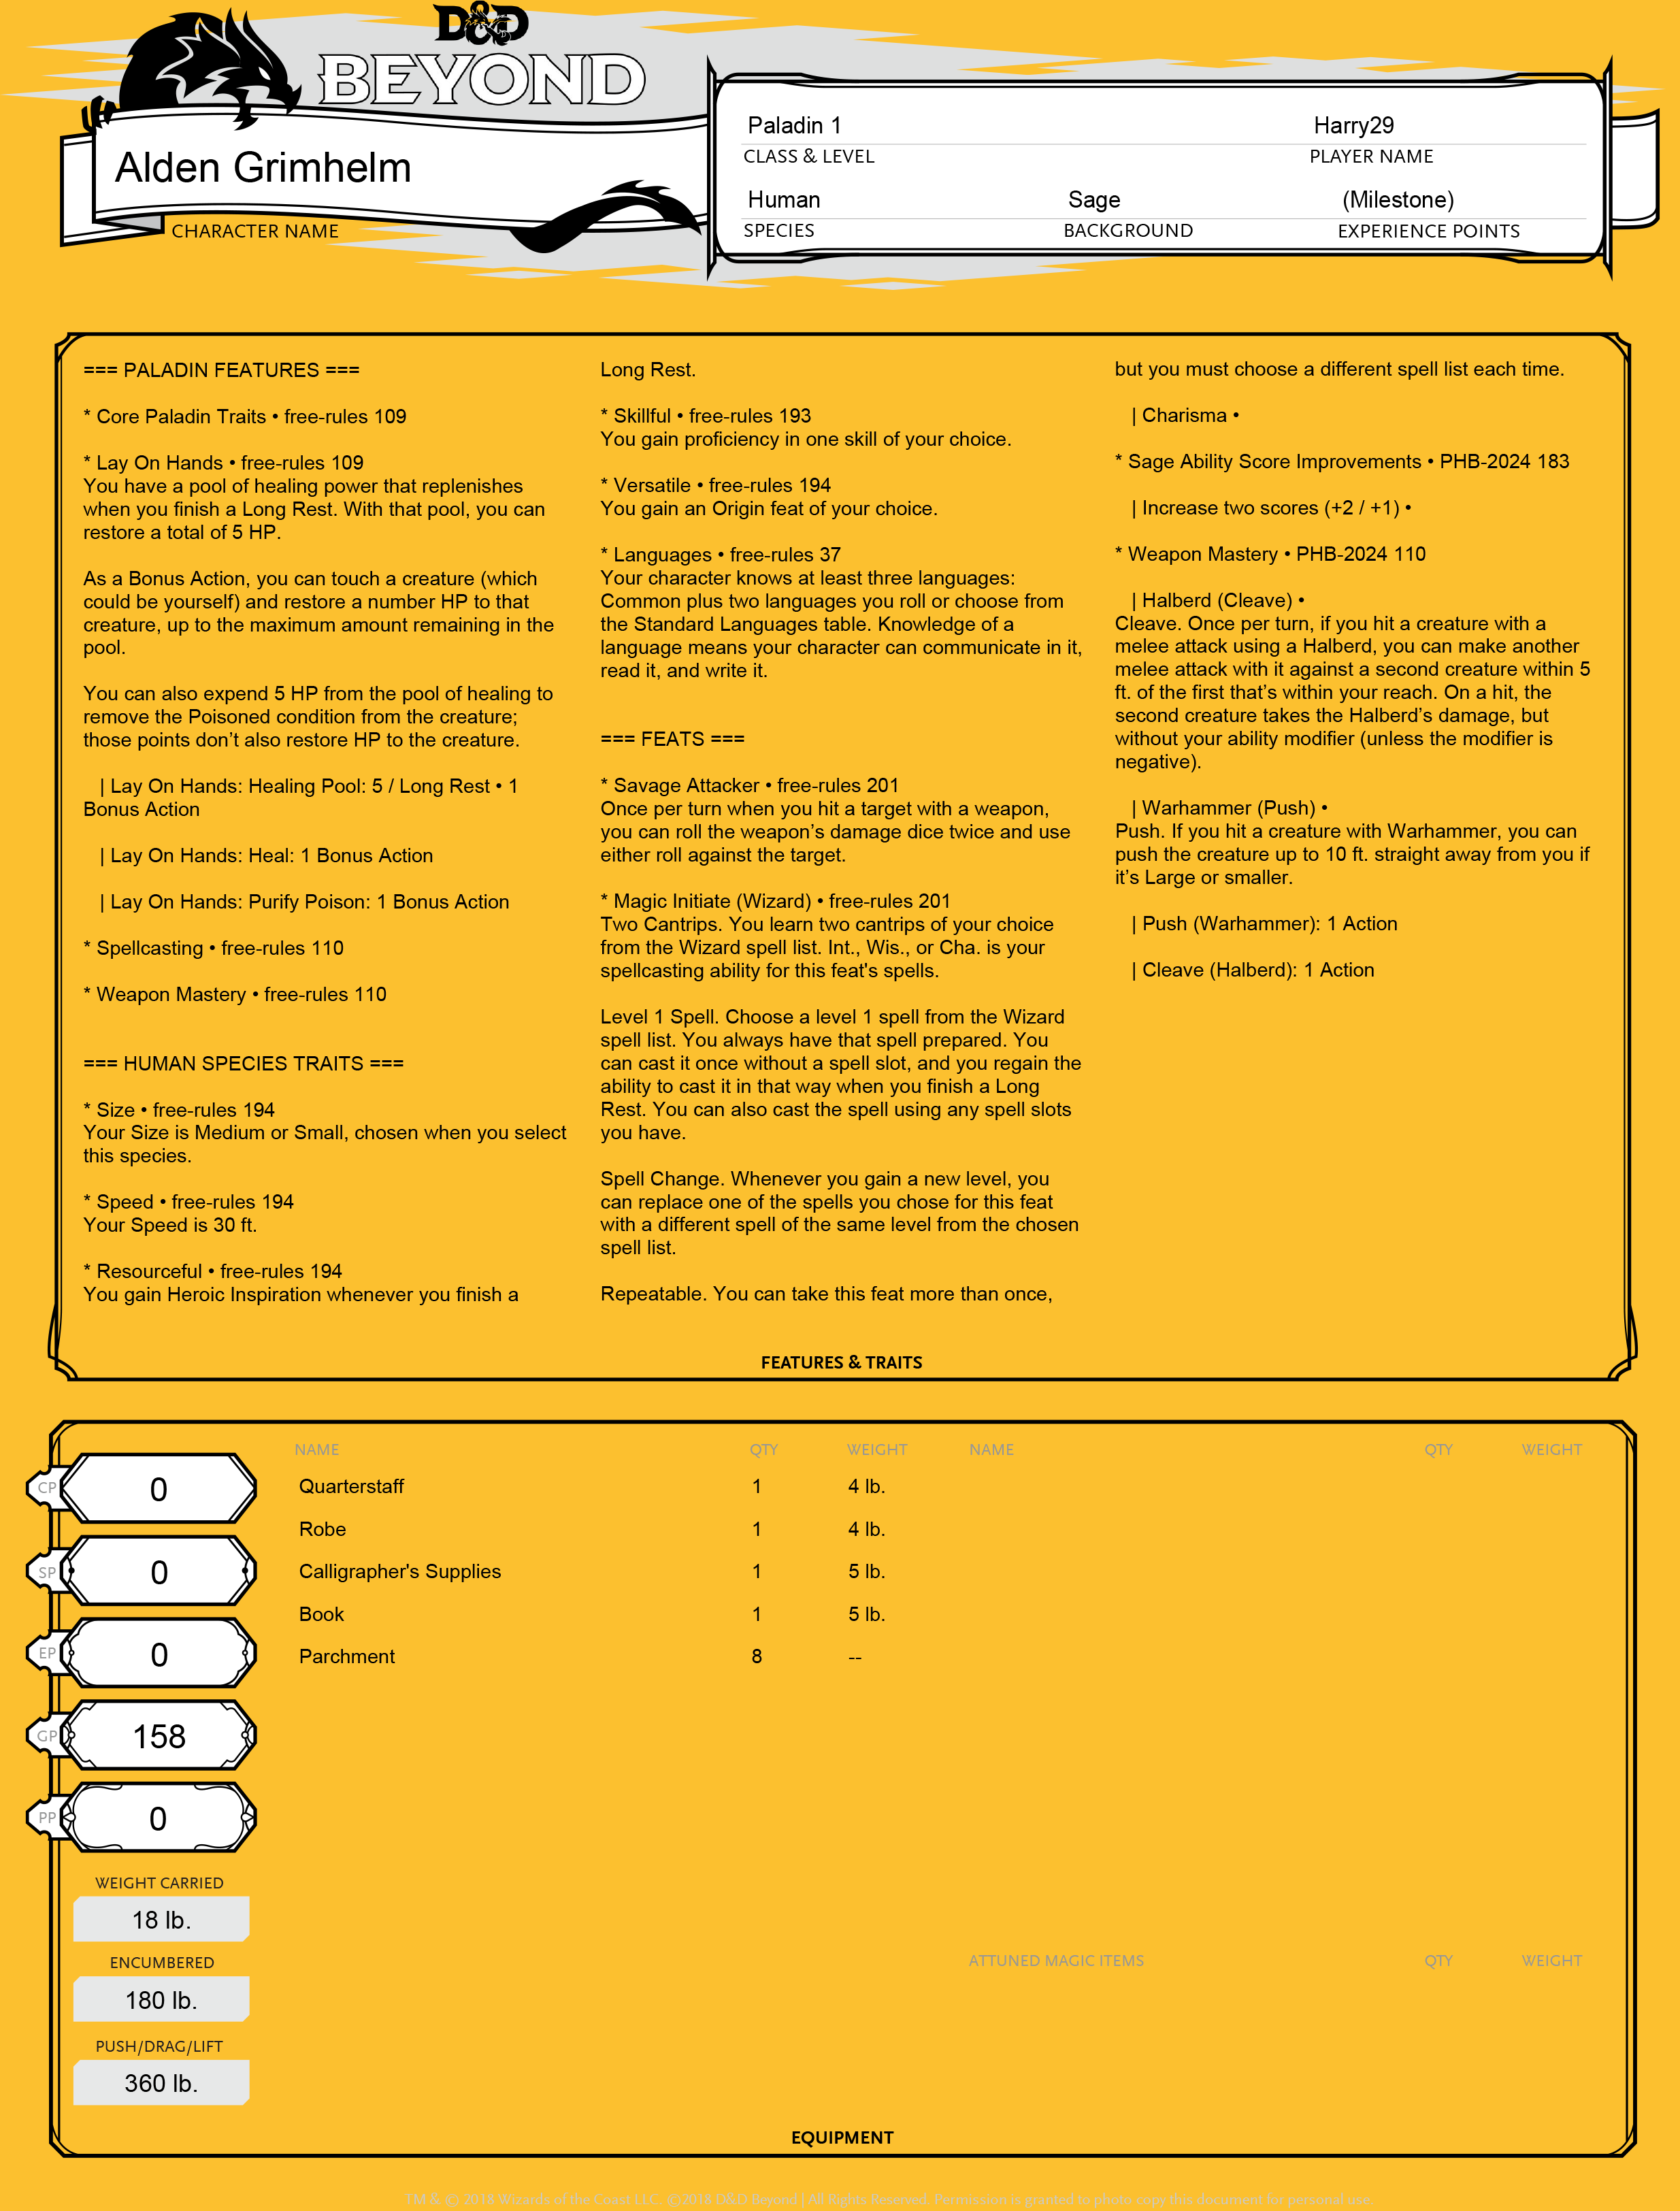 D&D
BEYOND
Alden Grimhelm
CHARACTER NAME
Paladin 1
Harry29
CLASS & LEVEL
PLAYER NAME
Human
Sage
(Milestone)
SPECIES
BACKGROUND
EXPERIENCE POINTS
=== PALADIN FEATURES ===
* Core Paladin Traits • free-rules 109
* Lay On Hands • free-rules 109
You have a pool of healing power that replenishes
when you finish a Long Rest. With that pool, you can
restore a total of 5 HP.
As a Bonus Action, you can touch a creature (which
could be yourself) and restore a number HP to that
creature, up to the maximum amount remaining in the
pool.
You can also expend 5 HP from the pool of healing to
remove the Poisoned condition from the creature;
those points don’t also restore HP to the creature.
| Lay On Hands: Healing Pool: 5 / Long Rest • 1
Bonus Action
| Lay On Hands: Heal: 1 Bonus Action
| Lay On Hands: Purify Poison: 1 Bonus Action
* Spellcasting • free-rules 110
* Weapon Mastery • free-rules 110
=== HUMAN SPECIES TRAITS ===
* Size • free-rules 194
Your Size is Medium or Small, chosen when you select
this species.
* Speed • free-rules 194
Your Speed is 30 ft.
* Resourceful • free-rules 194
You gain Heroic Inspiration whenever you finish a
Long Rest.
* Skillful • free-rules 193
You gain proficiency in one skill of your choice.
* Versatile • free-rules 194
You gain an Origin feat of your choice.
* Languages • free-rules 37
Your character knows at least three languages:
Common plus two languages you roll or choose from
the Standard Languages table. Knowledge of a
language means your character can communicate in it,
read it, and write it.
=== FEATS ===
* Savage Attacker • free-rules 201
Once per turn when you hit a target with a weapon,
you can roll the weapon’s damage dice twice and use
either roll against the target.
* Magic Initiate (Wizard) • free-rules 201
Two Cantrips. You learn two cantrips of your choice
from the Wizard spell list. Int., Wis., or Cha. is your
spellcasting ability for this feat's spells.
Level 1 Spell. Choose a level 1 spell from the Wizard
spell list. You always have that spell prepared. You
can cast it once without a spell slot, and you regain the
ability to cast it in that way when you finish a Long
Rest. You can also cast the spell using any spell slots
you have.
Spell Change. Whenever you gain a new level, you
can replace one of the spells you chose for this feat
with a different spell of the same level from the chosen
spell list.
Repeatable. You can take this feat more than once,
but you must choose a different spell list each time.
| Charisma •
* Sage Ability Score Improvements • PHB-2024 183
| Increase two scores (+2 / +1) •
* Weapon Mastery • PHB-2024 110
| Halberd (Cleave) •
Cleave. Once per turn, if you hit a creature with a
melee attack using a Halberd, you can make another
melee attack with it against a second creature within 5
ft. of the first that’s within your reach. On a hit, the
second creature takes the Halberd’s damage, but
without your ability modifier (unless the modifier is
negative).
| Warhammer (Push) •
Push. If you hit a creature with Warhammer, you can
push the creature up to 10 ft. straight away from you if
it’s Large or smaller.
| Push (Warhammer): 1 Action
| Cleave (Halberd): 1 Action
FEATURES & TRAITS
NAME QTY WEIGHT NAME QTY WEIGHT
CP 0
SP 0
EP 0
GP 158
PP 0
Quarterstaff 1 4 lb.
Robe 1 4 lb.
Calligrapher's Supplies 1 5 lb.
Book 1 5 lb.
Parchment 8 --
WEIGHT CARRIED
18 lb.
ENCUMBERED
180 lb.
PUSH/DRAG/LIFT
360 lb.
ATTUNED MAGIC ITEMS QTY WEIGHT
EQUIPMENT
TM & © 2018 Wizards of the Coast LLC. ©2018 D&D Beyond | All Rights Reserved. Permission is granted to photo copy this document for personal use.